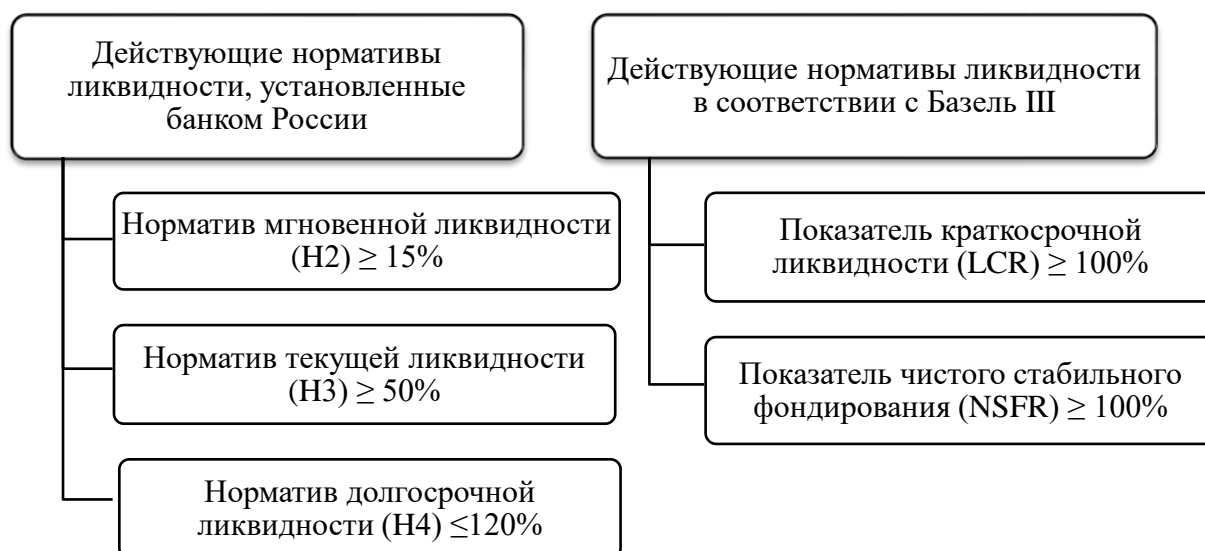 Действующие нормативы
ликвидности, установленные
банком России
Норматив мгновенной ликвидности
(Н2) ≥ 15%
Норматив текущей ликвидности
(Н3) ≥ 50%
Норматив долгосрочной
ликвидности (Н4) ≤120%
Действующие нормативы ликвидности
в соответствии с Базель III
Показатель краткосрочной
ликвидности (LCR) ≥ 100%
Показатель чистого стабильного
фондирования (NSFR) ≥ 100%